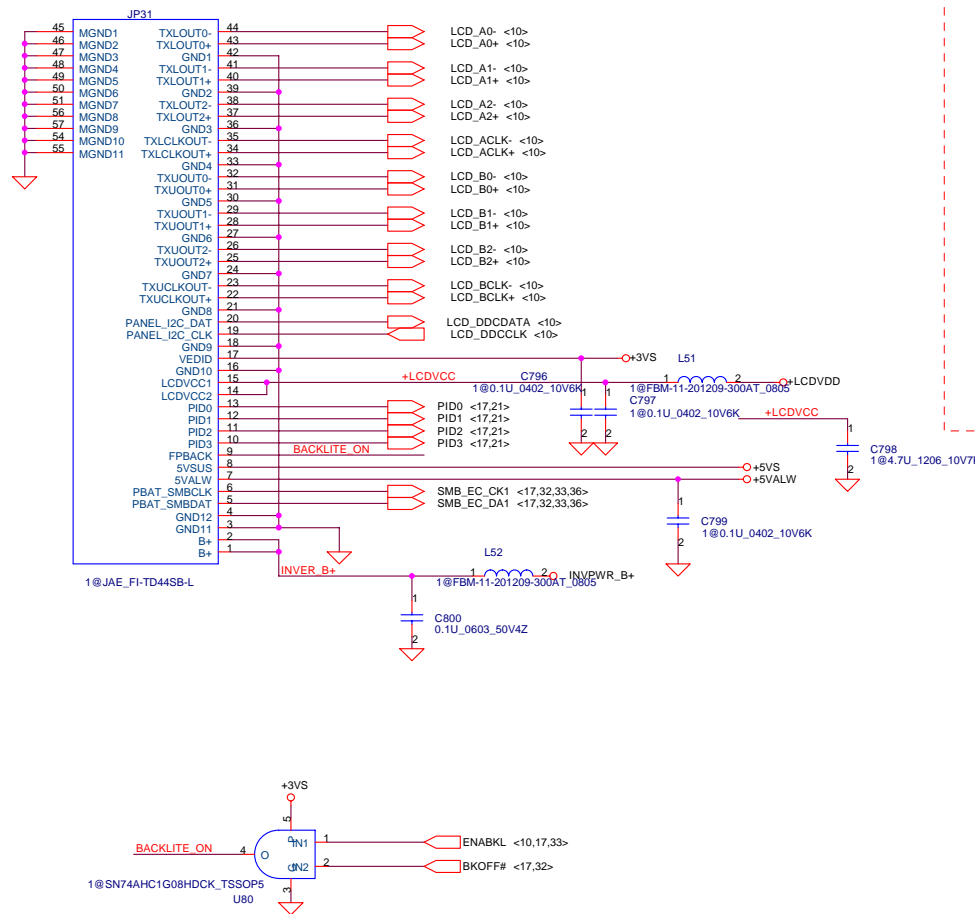 JP31
45 MGND1 TXLOUT0- 44 LCD_A0- <10>
46 MGND2 TXLOUT0+ 43 LCD_A0+ <10>
47 MGND3 GND1 42
48 MGND4 TXLOUT1- 41 LCD_A1- <10>
49 MGND5 TXLOUT1+ 40 LCD_A1+ <10>
50 MGND6 GND2 39
51 MGND7 TXLOUT2- 38 LCD_A2- <10>
56 MGND8 TXLOUT2+ 37 LCD_A2+ <10>
57 MGND9 GND3 36
54 MGND10 TXLCLKOUT- 35 LCD_ACLK- <10>
55 MGND11 TXLCLKOUT+ 34 LCD_ACLK+ <10>
GND4 33
TXUOUT0- 32 LCD_B0- <10>
TXUOUT0+ 31 LCD_B0+ <10>
GND5 30
TXUOUT1- 29 LCD_B1- <10>
TXUOUT1+ 28 LCD_B1+ <10>
GND6 27
TXUOUT2- 26 LCD_B2- <10>
TXUOUT2+ 25 LCD_B2+ <10>
GND7 24
TXUCLKOUT- 23 LCD_BCLK- <10>
TXUCLKOUT+ 22 LCD_BCLK+ <10>
GND8 21
PANEL_I2C_DAT 20 LCD_DDCDATA <10>
PANEL_I2C_CLK 19 LCD_DDCCLK <10>
GND9 18
VEDID 17 +3VS
GND10 16
LCDVCC1 15 +LCDVCC
LCDVCC2 14
PID0 13 PID0 <17,21>
PID1 12 PID1 <17,21>
PID2 11 PID2 <17,21>
PID3 10 PID3 <17,21>
FPBACK 9 BACKLITE_ON
5VSUS 8 +5VS
5VALW 7 +5VALW
PBAT_SMBCLK 6 SMB_EC_CK1 <17,32,33,36>
PBAT_SMBDAT 5 SMB_EC_DA1 <17,32,33,36>
GND12 4
GND11 3
B+ 2
B+ 1
1@JAE_FI-TD44SB-L
L51
1 2 +LCDVDD
1@FBM-11-201209-300AT_0805
C796
1@0.1U_0402_10V6K
1
2
C797
1@0.1U_0402_10V6K
1
2
+LCDVCC
1
C798
1@4.7U_1206_10V7K
2
1
C799
1@0.1U_0402_10V6K
2
INVER_B+
L52
1 2 INVPWR_B+
1@FBM-11-201209-300AT_0805
1
C800
0.1U_0603_50V4Z
2
+3VS
5
P
BACKLITE_ON 4 O IN1 1 ENABKL <10,17,33>
G IN2 2 BKOFF# <17,32>
3
1@SN74AHC1G08HDCK_TSSOP5
U80